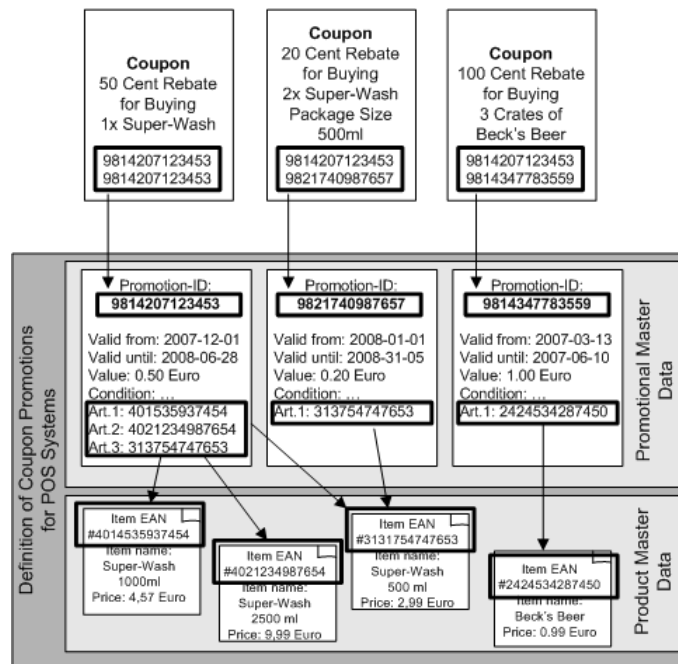 Coupon
50 Cent Rebate
for Buying
1x Super-Wash
9814207123453
9814207123453
Coupon
20 Cent Rebate
for Buying
2x Super-Wash
Package Size
500ml
9814207123453
9821740987657
Coupon
100 Cent Rebate
for Buying
3 Crates of
Beck's Beer
9814207123453
9814347783559
Definition of Coupon Promotions
for POS Systems
Promotion-ID:
9814207123453
Valid from: 2007-12-01
Valid until: 2008-06-28
Value: 0.50 Euro
Condition: ...
Art.1: 401535937454
Art.2: 4021234987654
Art.3: 313754747653
Promotion-ID:
9821740987657
Valid from: 2008-01-01
Valid until: 2008-31-05
Value: 0.20 Euro
Condition: ...
Art.1: 313754747653
Promotion-ID:
9814347783559
Valid from: 2007-03-13
Valid until: 2007-06-10
Value: 1.00 Euro
Condition: ...
Art.1: 2424534287450
Promotional Master
Data
Item EAN
#4014535937454
Item name:
Super-Wash
1000ml
Price: 4,57 Euro
Item EAN
#4021234987654
Item name:
Super-Wash
2500 ml
Price: 9,99 Euro
Item EAN
#3131754747653
Item name:
Super-Wash
500 ml
Price: 2,99 Euro
Item EAN
#2424534287450
Item name:
Beck's Beer
Price: 0.99 Euro
Product Master
Data